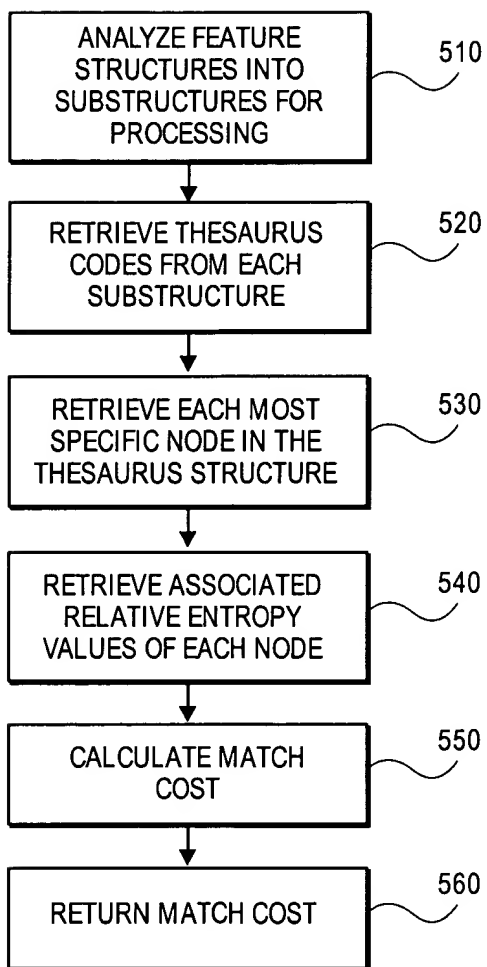 ANALYZE FEATURE
STRUCTURES INTO
SUBSTRUCTURES FOR
PROCESSING
510
RETRIEVE THESAURUS
CODES FROM EACH
SUBSTRUCTURE
520
RETRIEVE EACH MOST
SPECIFIC NODE IN THE
THESAURUS STRUCTURE
530
RETRIEVE ASSOCIATED
RELATIVE ENTROPY
VALUES OF EACH NODE
540
CALCULATE MATCH
COST
550
RETURN MATCH COST
560